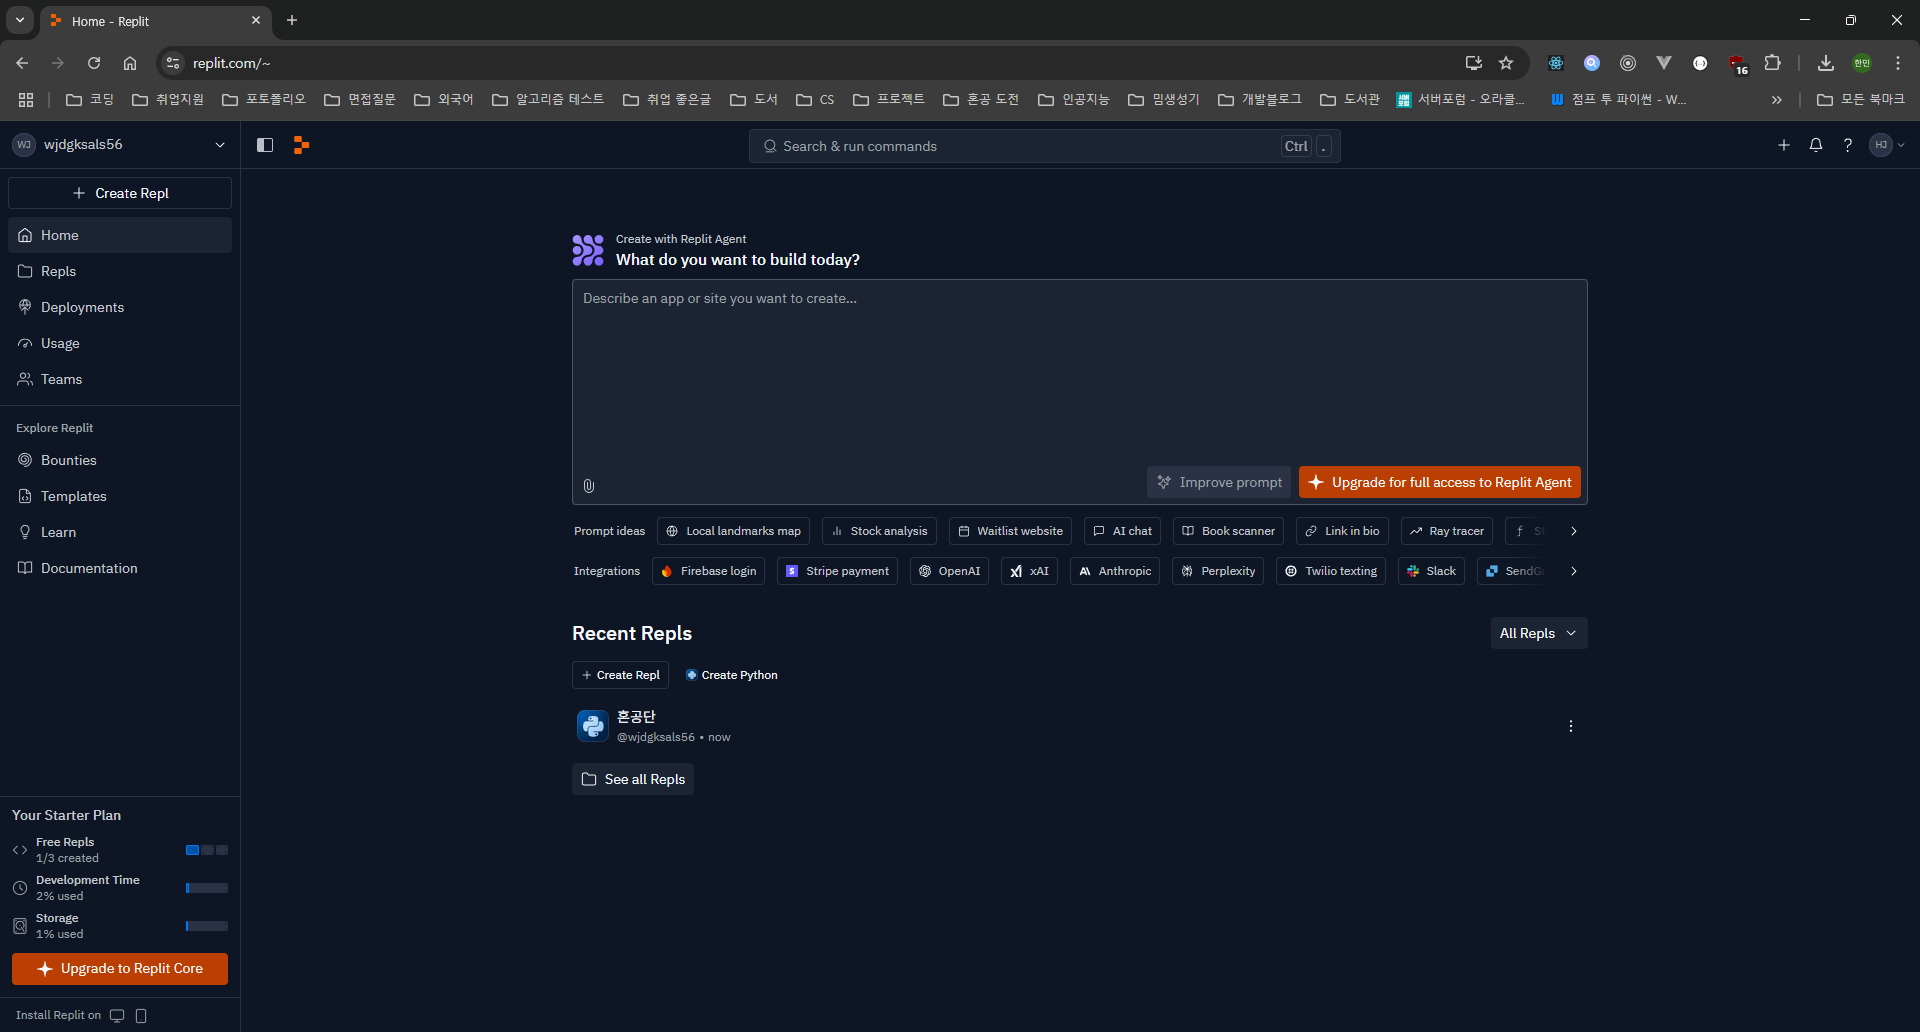 Home - Replit
replit.com/~
16
한민
코딩
취업지원
포토폴리오
면접질문
외국어
알고리즘 테스트
취업 좋은글
도서
CS
프로젝트
혼공 도전
인공지능
밈생성기
개발블로그
도서관
서버포럼 - 오라클...
점프 투 파이썬 - W...
모든 북마크
WJ wjdgksals56
Search & run commands Ctrl .
HJ
Create Repl
Home
Repls
Deployments
Usage
Teams
Explore Replit
Bounties
Templates
Learn
Documentation
Your Starter Plan
Free Repls
1/3 created
Development Time
2% used
Storage
1% used
Upgrade to Replit Core
Install Replit on
Create with Replit Agent
What do you want to build today?
Describe an app or site you want to create...
Improve prompt
Upgrade for full access to Replit Agent
Prompt ideas Local landmarks map Stock analysis Waitlist website AI chat Book scanner Link in bio Ray tracer
Integrations Firebase login Stripe payment OpenAI xAI Anthropic Perplexity Twilio texting Slack SendG
Recent Repls
All Repls
Create Repl Create Python
혼공단
@wjdgksals56 • now
See all Repls